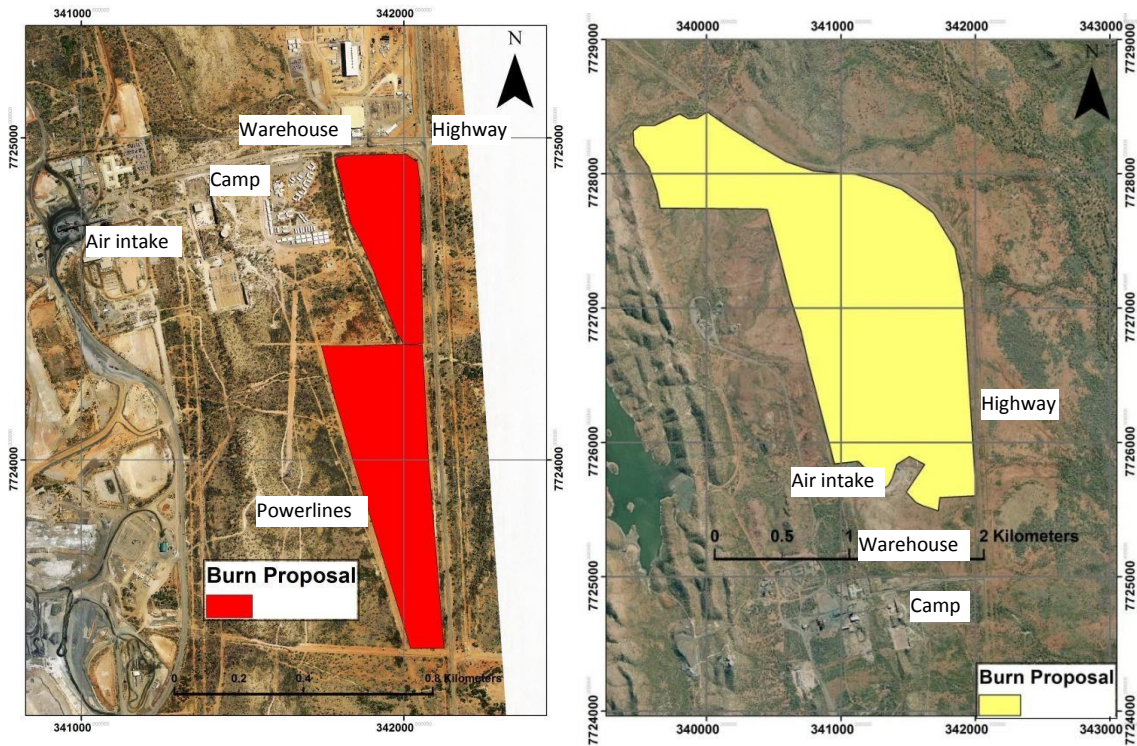 341000 342000
N
Warehouse
Highway
7725000
Camp
Air intake
7724000
7724000
Powerlines
Burn Proposal
0 0.2 0.4 0.8 Kilometers
341000 342000
340000 341000 342000 343000
7729000
7729000
N
7728000
7728000
7727000
7727000
Highway
7726000
7726000
Air intake
0 0.5 1 2 Kilometers
Warehouse
7725000
7725000
Camp
Burn Proposal
7724000
7724000
340000 341000 342000 343000
7725000